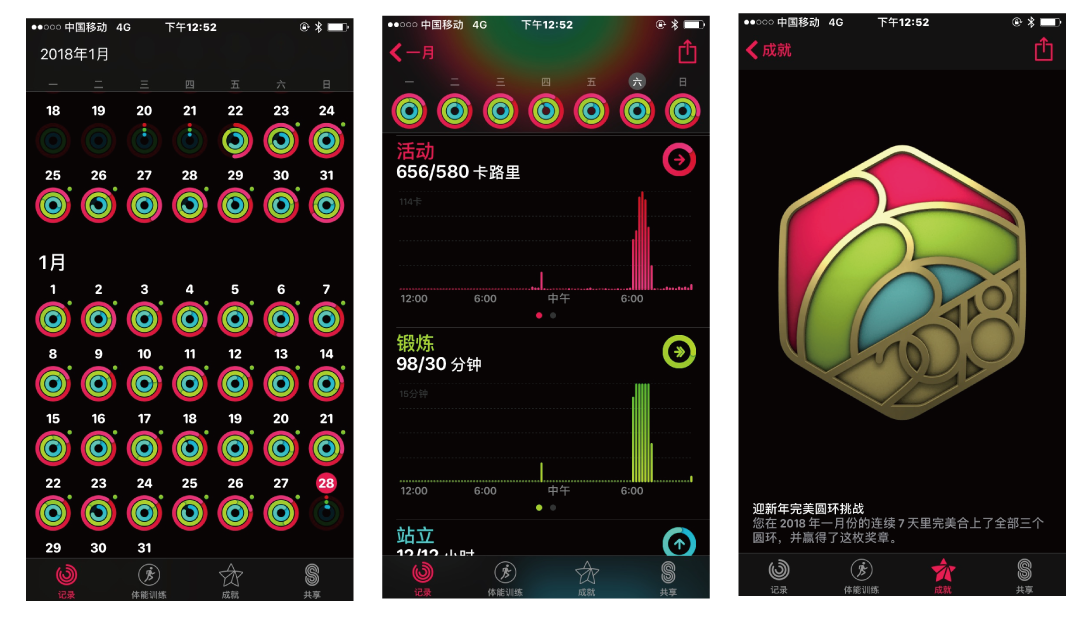 中国移动 4G 下午12:52
2018年1月
一 二 三 四 五 六 日
18 19 20 21 22 23 24
25 26 27 28 29 30 31
1月
1 2 3 4 5 6 7
8 9 10 11 12 13 14
15 16 17 18 19 20 21
22 23 24 25 26 27 28
29 30 31
记录 体能训练 成就 共享
中国移动 4G 下午12:52
一月
一 二 三 四 五 六 日
活动
656/580 卡路里
114卡
12:00 6:00 中午 6:00
锻炼
98/30 分钟
15分钟
12:00 6:00 中午 6:00
站立
12/12 小时
记录 体能训练 成就 共享
中国移动 4G 下午12:52
成就
2018
迎新年完美圆环挑战
您在 2018 年一月份的连续 7 天里完美合上了全部三个
圆环，并赢得了这枚奖章。
记录 体能训练 成就 共享